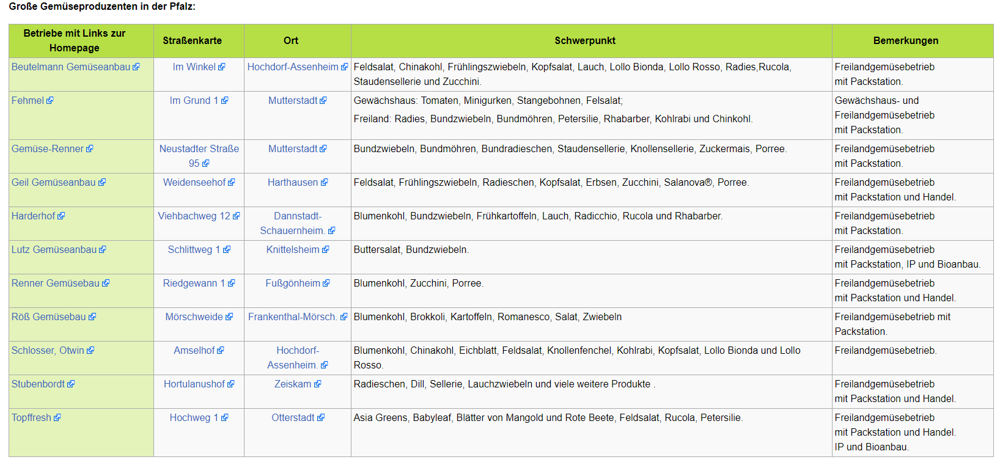 Große Gemüseproduzenten in der Pfalz:
Betriebe mit Links zur
Homepage
Straßenkarte
Ort
Schwerpunkt
Bemerkungen
Beutelmann Gemüseanbau
Im Winkel
Hochdorf-Assenheim
Feldsalat, Chinakohl, Frühlingszwiebeln, Kopfsalat, Lauch, Lollo Bionda, Lollo Rosso, Radies,Rucola,
Staudensellerie und Zucchini.
Freilandgemüsebetrieb
mit Packstation.
Fehmel
Im Grund 1
Mutterstadt
Gewächshaus: Tomaten, Minigurken, Stangebohnen, Felsalat;
Freiland: Radies, Bundzwiebeln, Bundmöhren, Petersilie, Rhabarber, Kohlrabi und Chinkohl.
Gewächshaus- und
Freilandgemüsebetrieb
mit Packstation.
Gemüse-Renner
Neustadter Straße
95
Mutterstadt
Bundzwiebeln, Bundmöhren, Bundradieschen, Staudensellerie, Knollensellerie, Zuckermais, Porree.
Freilandgemüsebetrieb
mit Packstation.
Geil Gemüseanbau
Weidenseehof
Harthausen
Feldsalat, Frühlingszwiebeln, Radieschen, Kopfsalat, Erbsen, Zucchini, Salanova®, Porree.
Freilandgemüsebetrieb
mit Packstation und Handel.
Harderhof
Viehbachweg 12
Dannstadt-
Schauernheim.
Blumenkohl, Bundzwiebeln, Frühkartoffeln, Lauch, Radicchio, Rucola und Rhabarber.
Freilandgemüsebetrieb
mit Packstation.
Lutz Gemüseanbau
Schlittweg 1
Knittelsheim
Buttersalat, Bundzwiebeln.
Freilandgemüsebetrieb
mit Packstation, IP und Bioanbau.
Renner Gemüsebau
Riedgewann 1
Fußgönheim
Blumenkohl, Zucchini, Porree.
Freilandgemüsebetrieb
mit Packstation und Handel.
Röß Gemüsebau
Mörschweide
Frankenthal-Mörsch.
Blumenkohl, Brokkoli, Kartoffeln, Romanesco, Salat, Zwiebeln
Freilandgemüsebetrieb mit
Packstation.
Schlosser, Otwin
Amselhof
Hochdorf-
Assenheim.
Blumenkohl, Chinakohl, Eichblatt, Feldsalat, Knollenfenchel, Kohlrabi, Kopfsalat, Lollo Bionda und Lollo
Rosso.
Freilandgemüsebetrieb.
Stubenbordt
Hortulanushof
Zeiskam
Radieschen, Dill, Sellerie, Lauchzwiebeln und viele weitere Produkte .
Freilandgemüsebetrieb
mit Packstation und Handel.
Topffresh
Hochweg 1
Otterstadt
Asia Greens, Babyleaf, Blätter von Mangold und Rote Beete, Feldsalat, Rucola, Petersilie.
Freilandgemüsebetrieb
mit Packstation und Handel.
IP und Bioanbau.